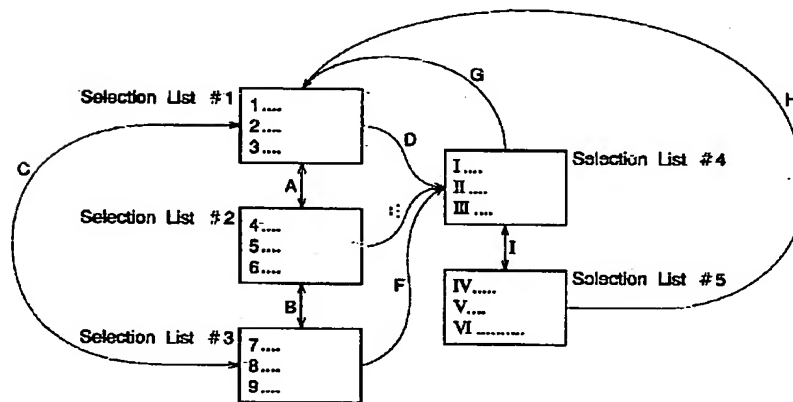 G
H
Selection List #1
1....
2....
3....
D
C
A
Selection List #4
I....
II....
III....
Selection List #2
4....
5....
6....
I
F
B
Selection List #5
IV.....
V....
VI..........
Selection List #3
7....
8....
9....